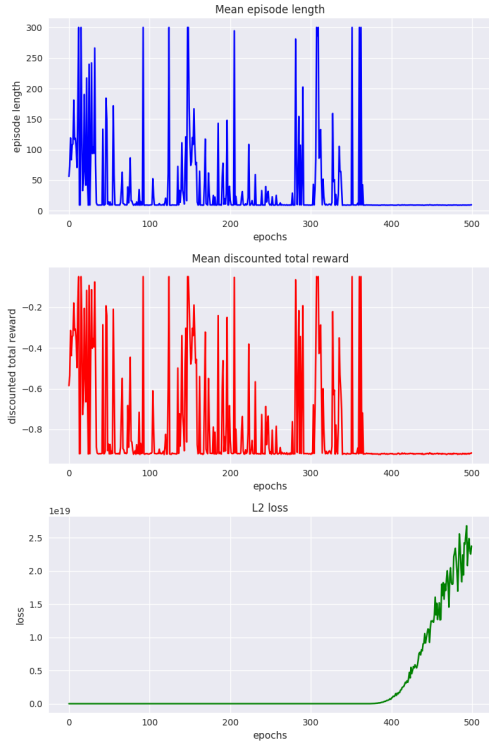 Mean episode length
300
250
200
150
100
50
0
episode length
0 100 200 300 400 500
epochs
Mean discounted total reward
−0.2
−0.4
−0.6
−0.8
discounted total reward
0 100 200 300 400 500
epochs
L2 loss
1e19
2.5
2.0
1.5
1.0
0.5
0.0
loss
0 100 200 300 400 500
epochs